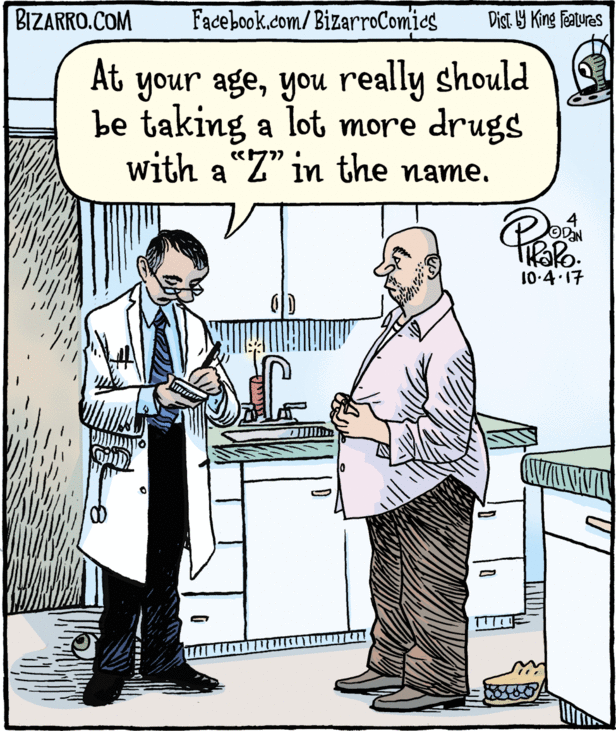 BIZARRO.COM Facebook.com/BizarroComics Dist. by King Features
At your age, you really should
be taking a lot more drugs
with a "Z" in the name.
4
©DAN
PIRARO.
10·4·17